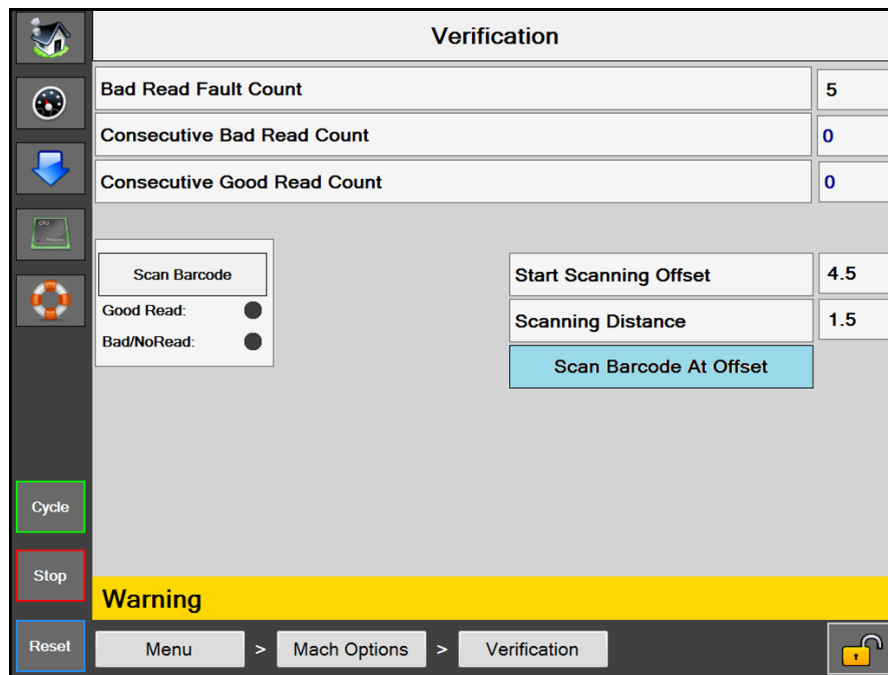 Verification
Bad Read Fault Count 5
Consecutive Bad Read Count 0
Consecutive Good Read Count 0
CPU
Scan Barcode
Good Read:
Bad/NoRead:
Start Scanning Offset 4.5
Scanning Distance 1.5
Scan Barcode At Offset
Cycle
Stop
Warning
Reset
Menu > Mach Options > Verification